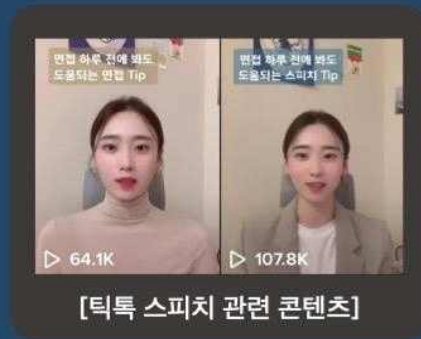 면접 하루 전에 봐도
도움되는 면접 Tip
면접 하루 전에 봐도
도움되는 스피치 Tip
▷ 64.1K
▷ 107.8K
[틱톡 스피치 관련 콘텐츠]